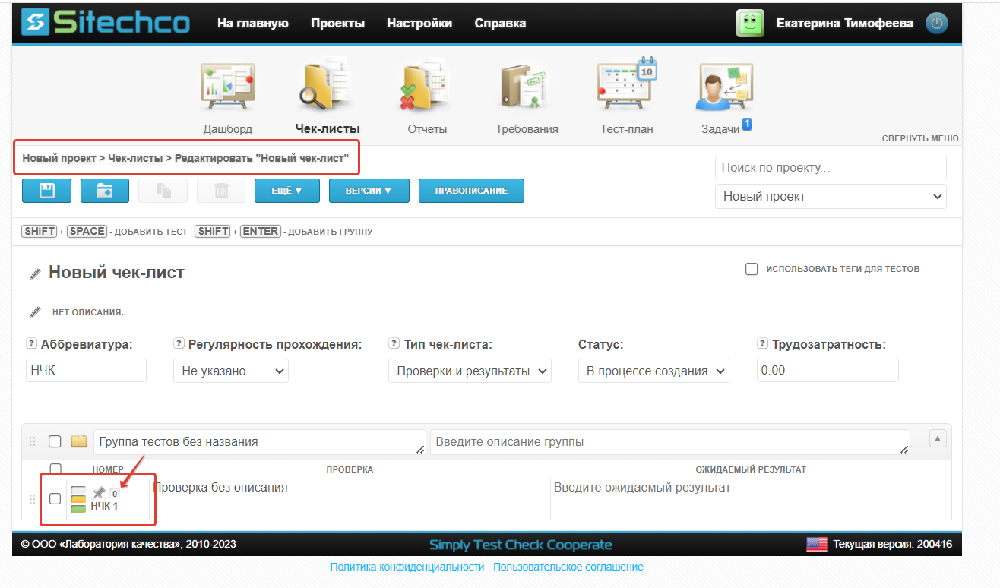 Sitechco На главную Проекты Настройки Справка Екатерина Тимофеева
10
Дашборд Чек-листы Отчеты Требования Тест-план Задачи 1
СВЕРНУТЬ МЕНЮ
Новый проект > Чек-листы > Редактировать "Новый чек-лист"
Поиск по проекту...
ЕЩЁ ▼ ВЕРСИИ ▼ ПРАВОПИСАНИЕ
Новый проект
SHIFT + SPACE - ДОБАВИТЬ ТЕСТ SHIFT + ENTER - ДОБАВИТЬ ГРУППУ
Новый чек-лист
ИСПОЛЬЗОВАТЬ ТЕГИ ДЛЯ ТЕСТОВ
НЕТ ОПИСАНИЯ..
? Аббревиатура: ? Регулярность прохождения: ? Тип чек-листа: Статус: ? Трудозатратность:
НЧК Не указано Проверки и результаты В процессе создания 0.00
Группа тестов без названия Введите описание группы
НОМЕР ПРОВЕРКА ОЖИДАЕМЫЙ РЕЗУЛЬТАТ
0 Проверка без описания Введите ожидаемый результат
НЧК 1
© ООО «Лаборатория качества», 2010-2023 Simply Test Check Cooperate Текущая версия: 200416
Политика конфиденциальности Пользовательское соглашение